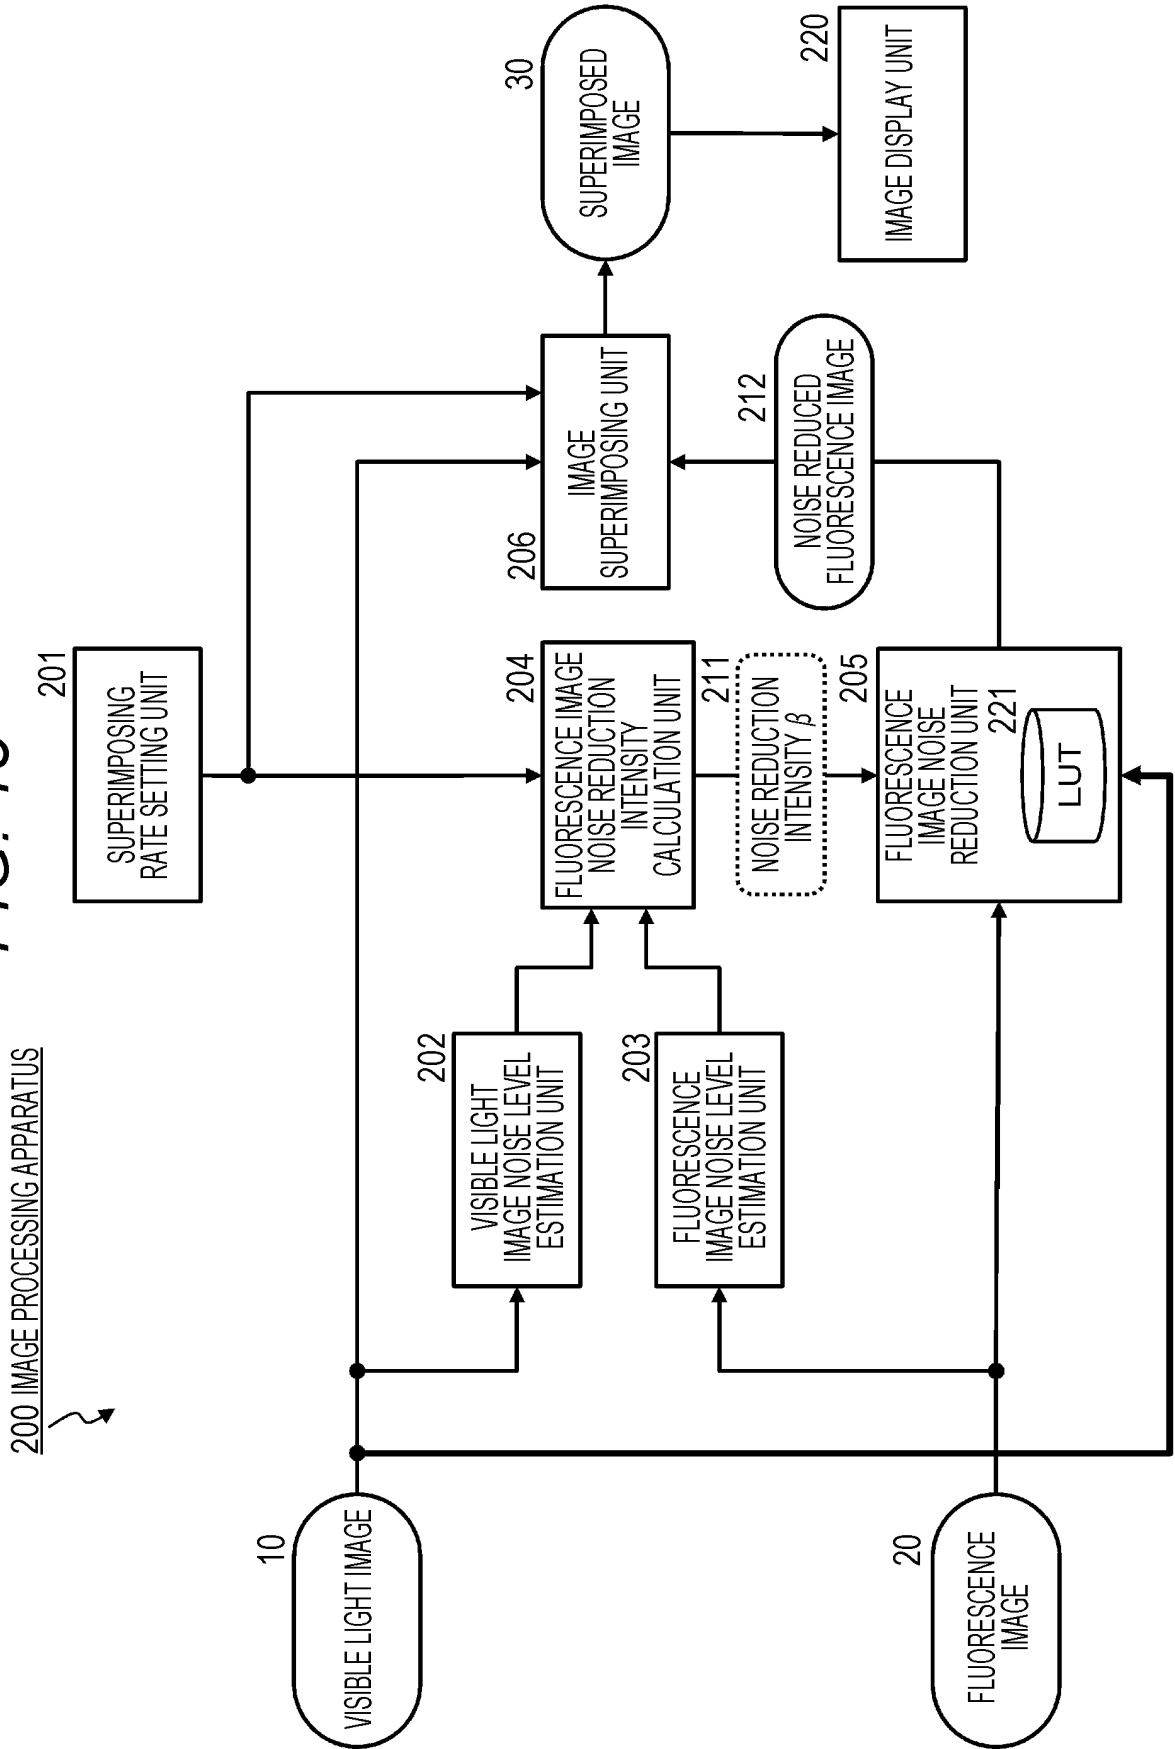 200 IMAGE PROCESSING APPARATUS
201
SUPERIMPOSING
RATE SETTING UNIT
10
VISIBLE LIGHT IMAGE
202
VISIBLE LIGHT
IMAGE NOISE LEVEL
ESTIMATION UNIT
203
FLUORESCENCE
IMAGE NOISE LEVEL
ESTIMATION UNIT
204
FLUORESCENCE IMAGE
NOISE REDUCTION
INTENSITY
CALCULATION UNIT
206
IMAGE
SUPERIMPOSING UNIT
30
SUPERIMPOSED
IMAGE
211
NOISE REDUCTION
INTENSITY β
212
NOISE REDUCED
FLUORESCENCE IMAGE
220
IMAGE DISPLAY UNIT
20
FLUORESCENCE
IMAGE
205
FLUORESCENCE
IMAGE NOISE
REDUCTION UNIT
221
LUT